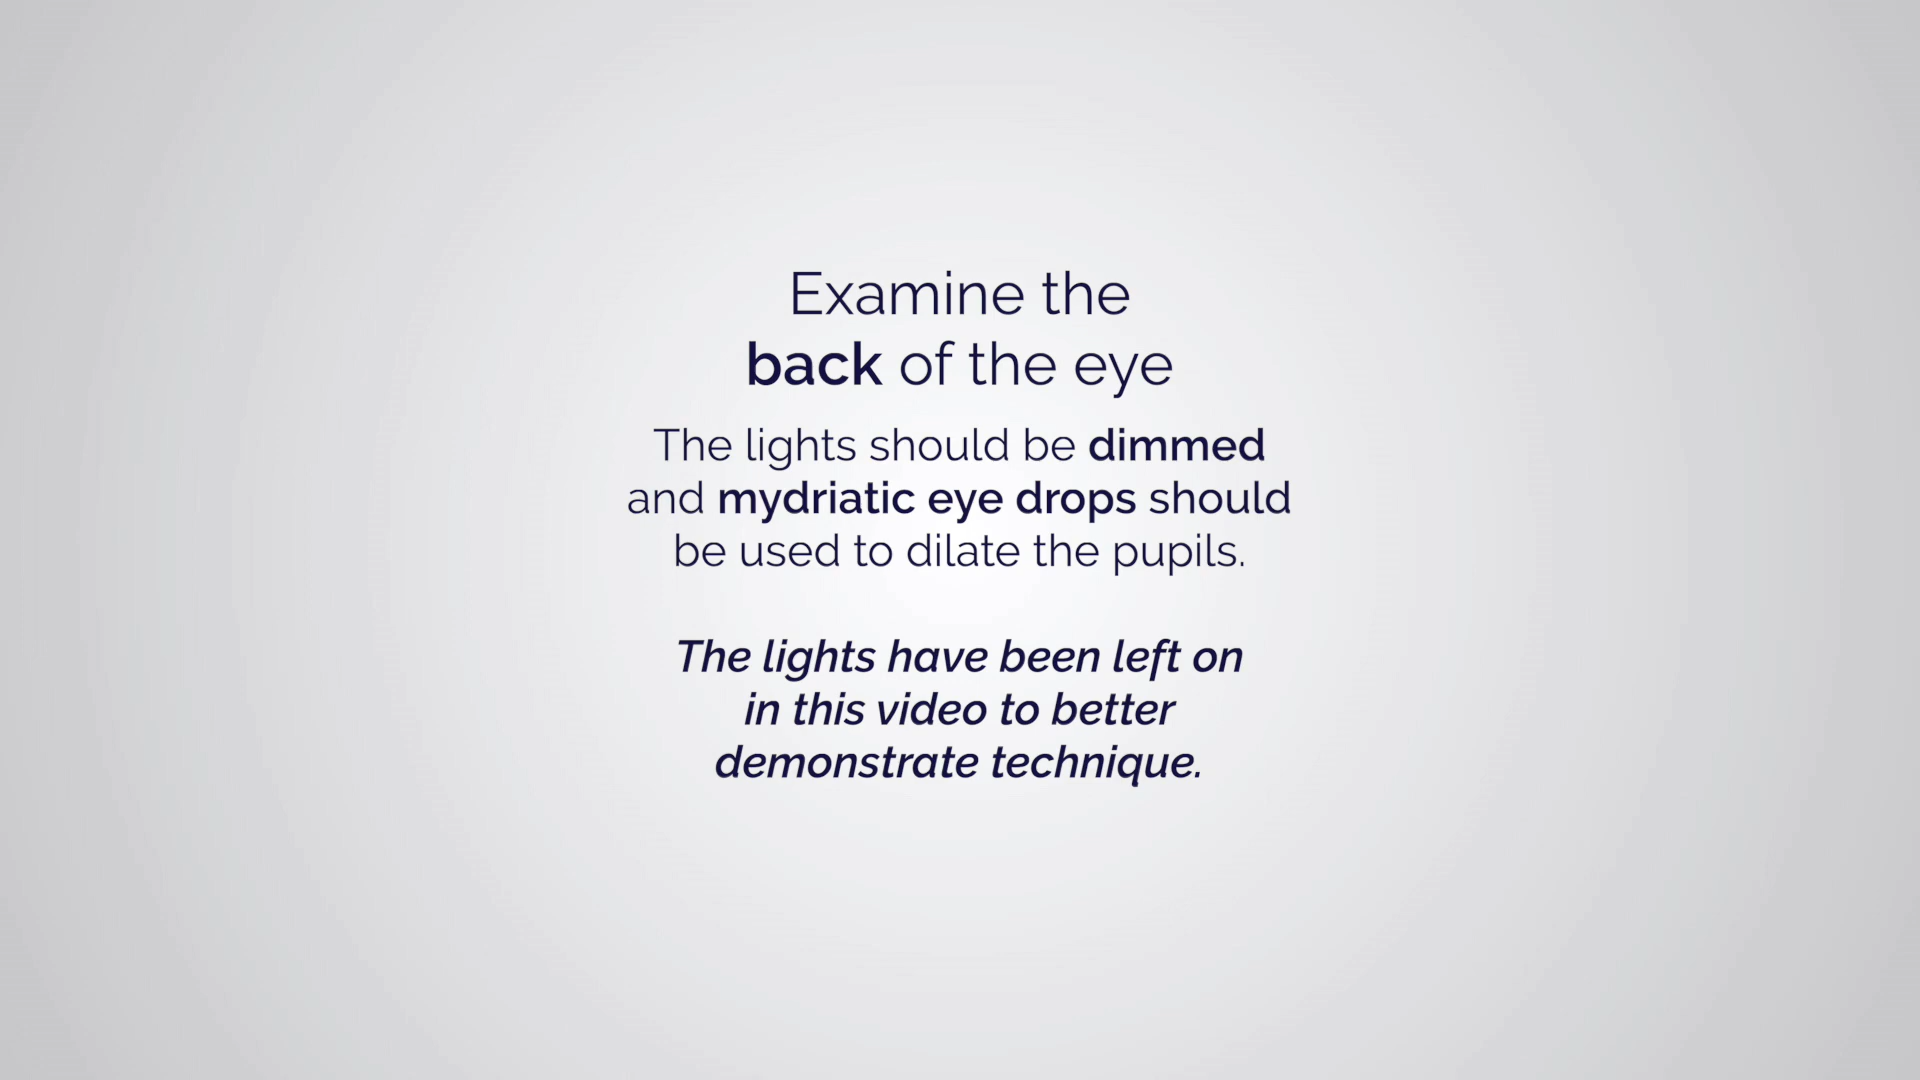 Examine the
back of the eye
The lights should be dimmed
and mydriatic eye drops should
be used to dilate the pupils.
The lights have been left on
in this video to better
demonstrate technique.